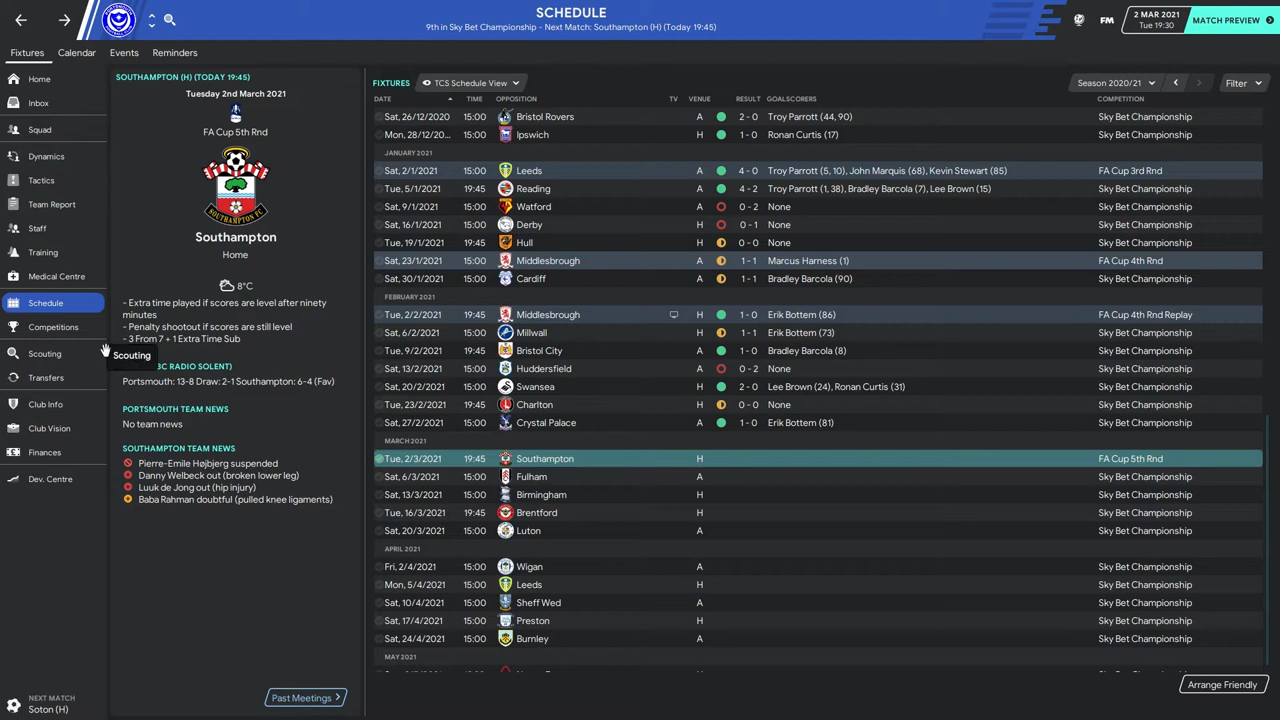 SCHEDULE
9th in Sky Bet Championship - Next Match: Southampton (H) (Today 19:45)
FM
2 MAR 2021
Tue 19:30
MATCH PREVIEW
Fixtures Calendar Events Reminders
Home
Inbox
Squad
Dynamics
Tactics
Team Report
Staff
Training
Medical Centre
Schedule
Competitions
Scouting
Scouting
Transfers
Club Info
Club Vision
Finances
Dev. Centre
NEXT MATCH
Soton (H)
SOUTHAMPTON (H) (TODAY 19:45)
Tuesday 2nd March 2021
FA Cup 5th Rnd
Southampton
Home
8°C
- Extra time played if scores are level after ninety
minutes
- Penalty shootout if scores are still level
- 3 From 7 + 1 Extra Time Sub
BC RADIO SOLENT)
Portsmouth: 13-8 Draw: 2-1 Southampton: 6-4 (Fav)
PORTSMOUTH TEAM NEWS
No team news
SOUTHAMPTON TEAM NEWS
Pierre-Emile Højbjerg suspended
Danny Welbeck out (broken lower leg)
Luuk de Jong out (hip injury)
Baba Rahman doubtful (pulled knee ligaments)
Past Meetings
FIXTURES TCS Schedule View Season 2020/21 Filter
DATE TIME OPPOSITION TV VENUE RESULT GOALSCORERS COMPETITION
Sat, 26/12/2020 15:00 Bristol Rovers A 2 - 0 Troy Parrott (44, 90) Sky Bet Championship
Mon, 28/12/20... 15:00 Ipswich H 1 - 0 Ronan Curtis (17) Sky Bet Championship
JANUARY 2021
Sat, 2/1/2021 15:00 Leeds A 4 - 0 Troy Parrott (5, 10), John Marquis (68), Kevin Stewart (85) FA Cup 3rd Rnd
Tue, 5/1/2021 19:45 Reading A 4 - 2 Troy Parrott (1, 38), Bradley Barcola (7), Lee Brown (15) Sky Bet Championship
Sat, 9/1/2021 15:00 Watford A 0 - 2 None Sky Bet Championship
Sat, 16/1/2021 15:00 Derby H 0 - 1 None Sky Bet Championship
Tue, 19/1/2021 19:45 Hull H 0 - 0 None Sky Bet Championship
Sat, 23/1/2021 15:00 Middlesbrough A 1 - 1 Marcus Harness (1) FA Cup 4th Rnd
Sat, 30/1/2021 15:00 Cardiff A 1 - 1 Bradley Barcola (90) Sky Bet Championship
FEBRUARY 2021
Tue, 2/2/2021 19:45 Middlesbrough H 1 - 0 Erik Bottem (86) FA Cup 4th Rnd Replay
Sat, 6/2/2021 15:00 Millwall H 1 - 1 Erik Bottem (73) Sky Bet Championship
Tue, 9/2/2021 19:45 Bristol City A 1 - 0 Bradley Barcola (8) Sky Bet Championship
Sat, 13/2/2021 15:00 Huddersfield A 0 - 2 None Sky Bet Championship
Sat, 20/2/2021 15:00 Swansea H 2 - 0 Lee Brown (24), Ronan Curtis (31) Sky Bet Championship
Tue, 23/2/2021 19:45 Charlton H 0 - 0 None Sky Bet Championship
Sat, 27/2/2021 15:00 Crystal Palace A 1 - 0 Erik Bottem (81) Sky Bet Championship
MARCH 2021
Tue, 2/3/2021 19:45 Southampton H FA Cup 5th Rnd
Sat, 6/3/2021 15:00 Fulham A Sky Bet Championship
Sat, 13/3/2021 15:00 Birmingham H Sky Bet Championship
Tue, 16/3/2021 19:45 Brentford H Sky Bet Championship
Sat, 20/3/2021 15:00 Luton A Sky Bet Championship
APRIL 2021
Fri, 2/4/2021 15:00 Wigan A Sky Bet Championship
Mon, 5/4/2021 15:00 Leeds H Sky Bet Championship
Sat, 10/4/2021 15:00 Sheff Wed A Sky Bet Championship
Sat, 17/4/2021 15:00 Preston H Sky Bet Championship
Sat, 24/4/2021 15:00 Burnley A Sky Bet Championship
MAY 2021
Arrange Friendly